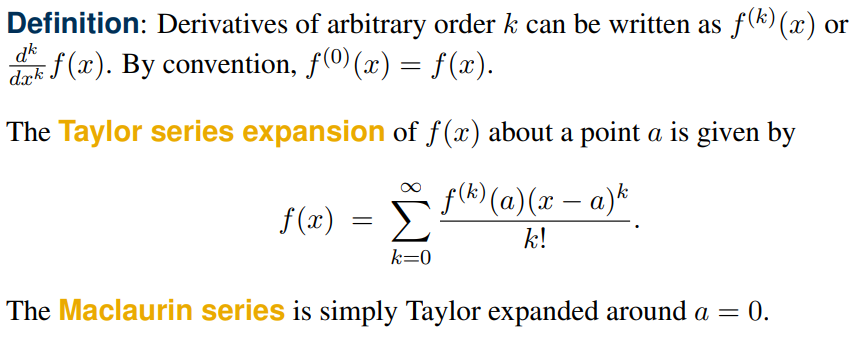 Definition: Derivatives of arbitrary order k can be written as f^{(k)}(x) or
\frac{d^k}{dx^k} f(x). By convention, f^{(0)}(x) = f(x).
The Taylor series expansion of f(x) about a point a is given by
f(x) = \sum_{k=0}^{\infty} \frac{f^{(k)}(a)(x − a)^k}{k!}.
The Maclaurin series is simply Taylor expanded around a = 0.